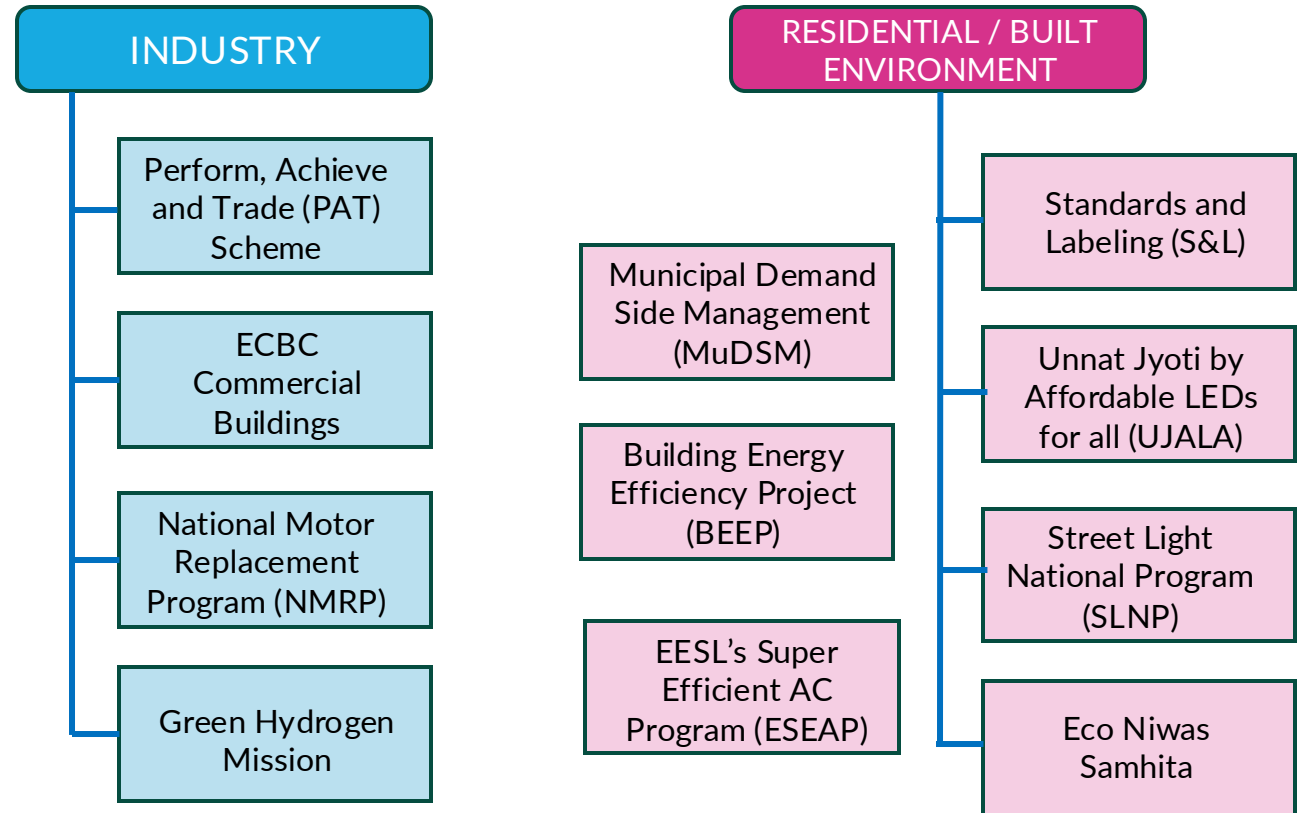 INDUSTRY
Perform, Achieve
and Trade (PAT)
Scheme
ECBC
Commercial
Buildings
National Motor
Replacement
Program (NMRP)
Green Hydrogen
Mission
RESIDENTIAL / BUILT
ENVIRONMENT
Municipal Demand
Side Management
(MuDSM)
Building Energy
Efficiency Project
(BEEP)
EESL’s Super
Efficient AC
Program (ESEAP)
Standards and
Labeling (S&L)
Unnat Jyoti by
Affordable LEDs
for all (UJALA)
Street Light
National Program
(SLNP)
Eco Niwas
Samhita